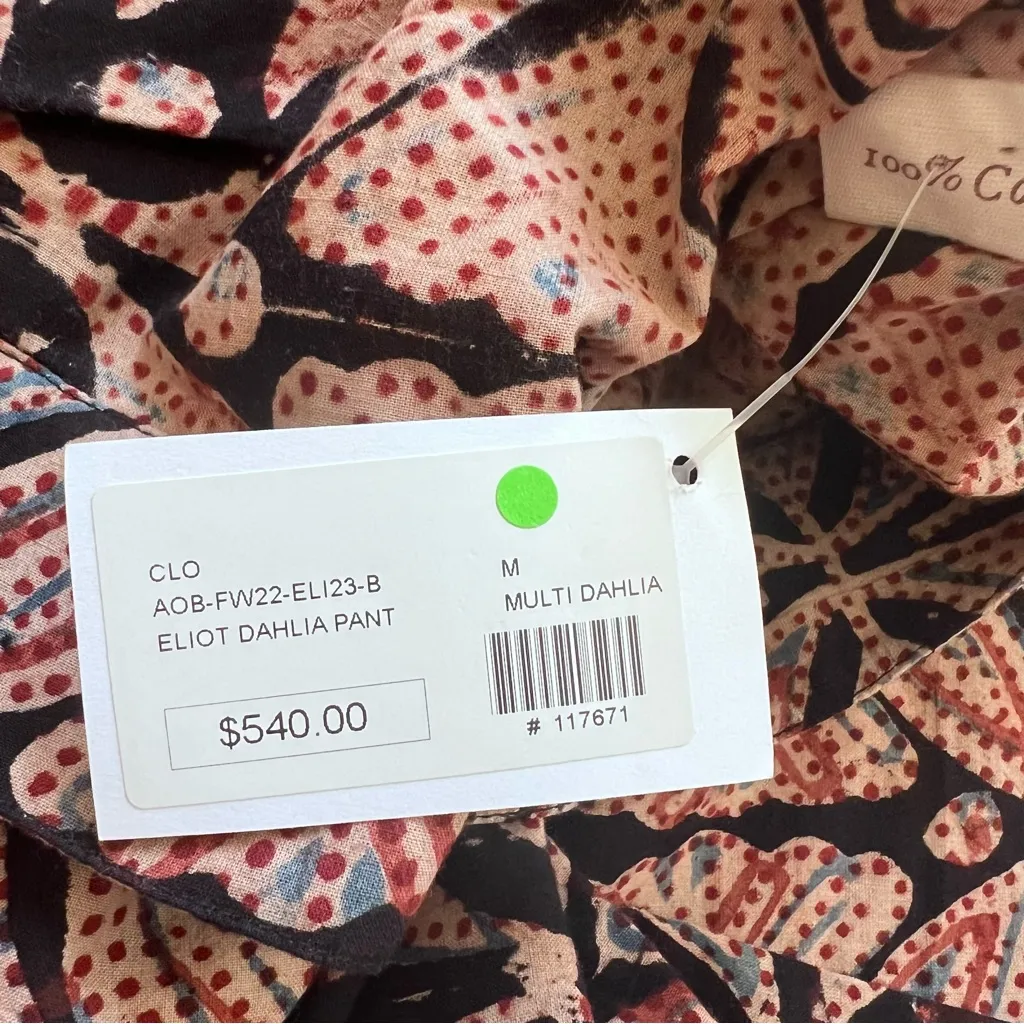 100% Co
CLO
AOB-FW22-ELI23-B
ELIOT DAHLIA PANT
$540.00
M
MULTI DAHLIA
# 117671